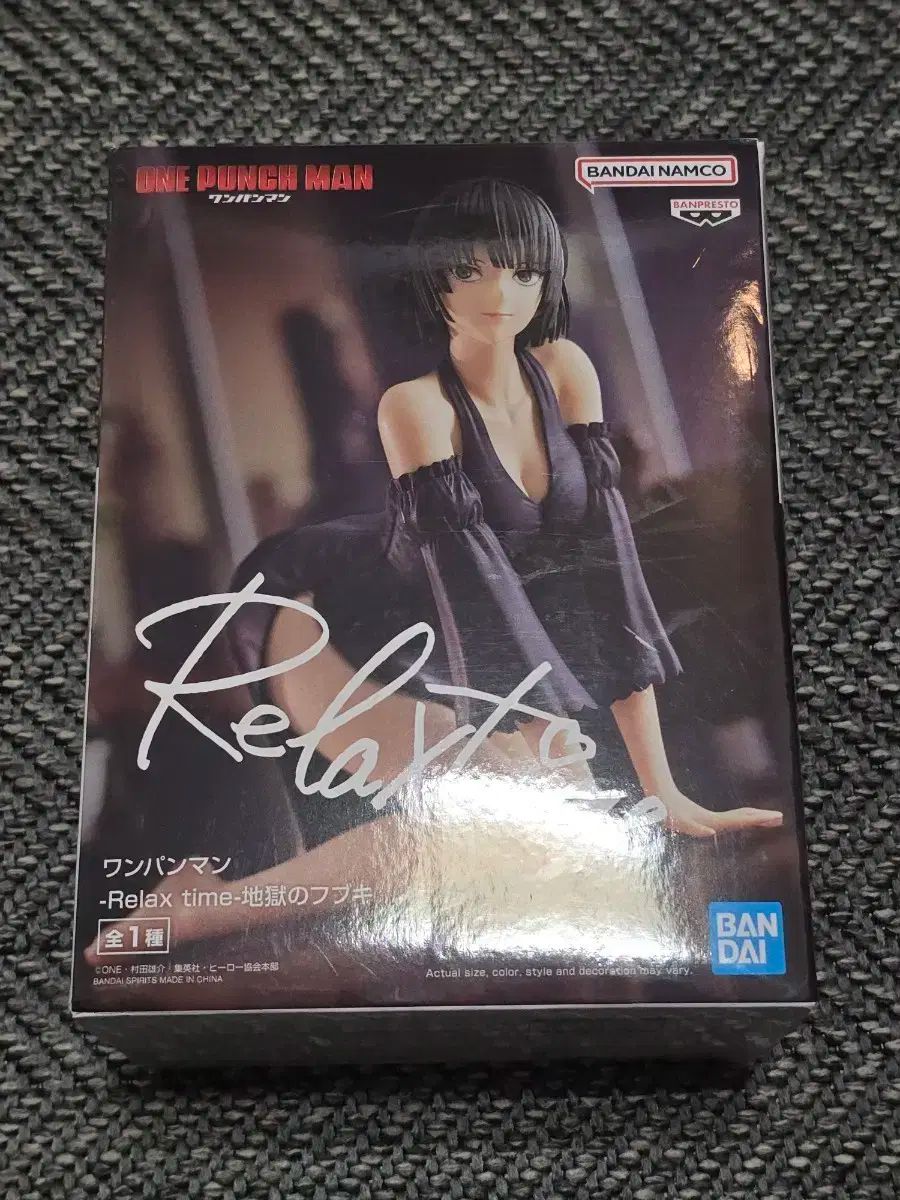 ONE PUNCH MAN
ワンパンマン
BANDAI NAMCO
BANPRESTO
Relax
ワンパンマン
-Relax time-地獄のフブキ
全1種
©ONE・村田雄介／集英社・ヒーロー協会本部
BANDAI SPIRITS MADE IN CHINA
Actual size, color, style and decoration may vary.
BAN
DAI